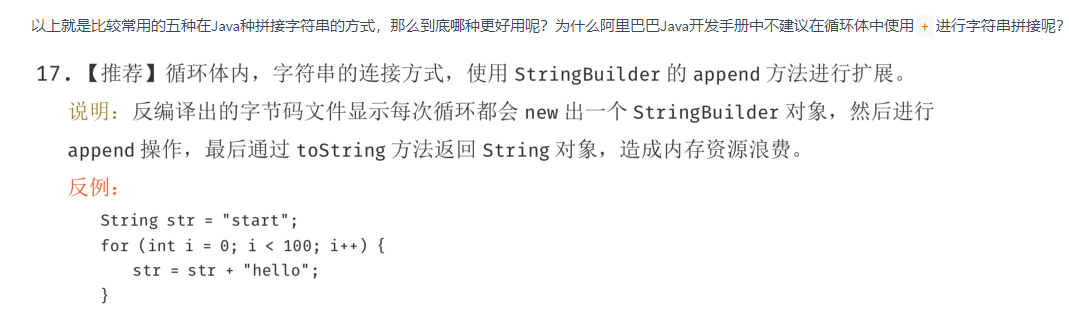 以上就是比较常用的五种在Java种拼接字符串的方式，那么到底哪种更好用呢？为什么阿里巴巴Java开发手册中不建议在循环体中使用 + 进行字符串拼接呢？
17.【推荐】循环体内，字符串的连接方式，使用 StringBuilder 的 append 方法进行扩展。
说明：反编译出的字节码文件显示每次循环都会 new 出一个 StringBuilder 对象，然后进行
append 操作，最后通过 toString 方法返回 String 对象，造成内存资源浪费。
反例：
String str = "start";
for (int i = 0; i < 100; i++) {
str = str + "hello";
}